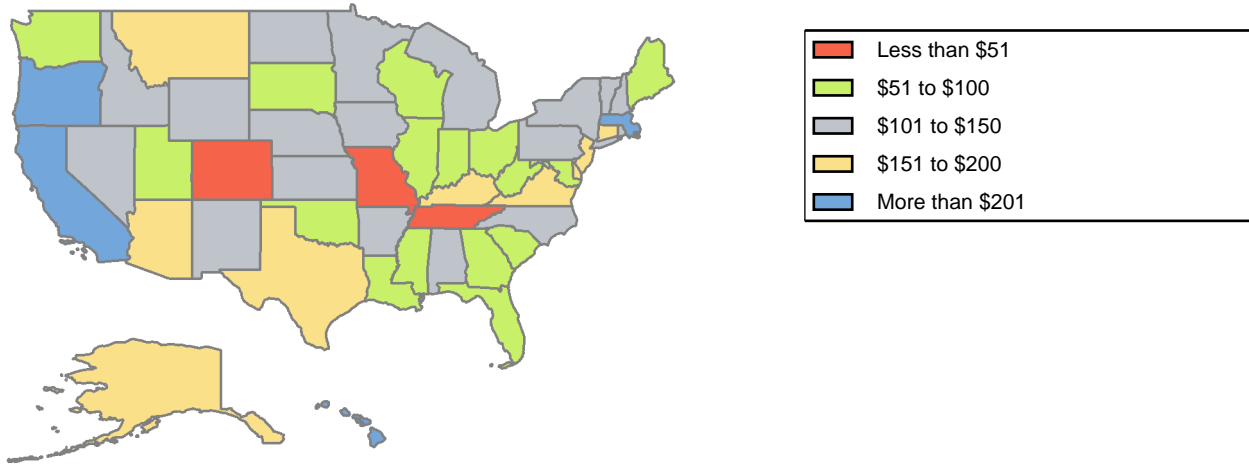 Less than $51
$51 to $100
$101 to $150
$151 to $200
More than $201